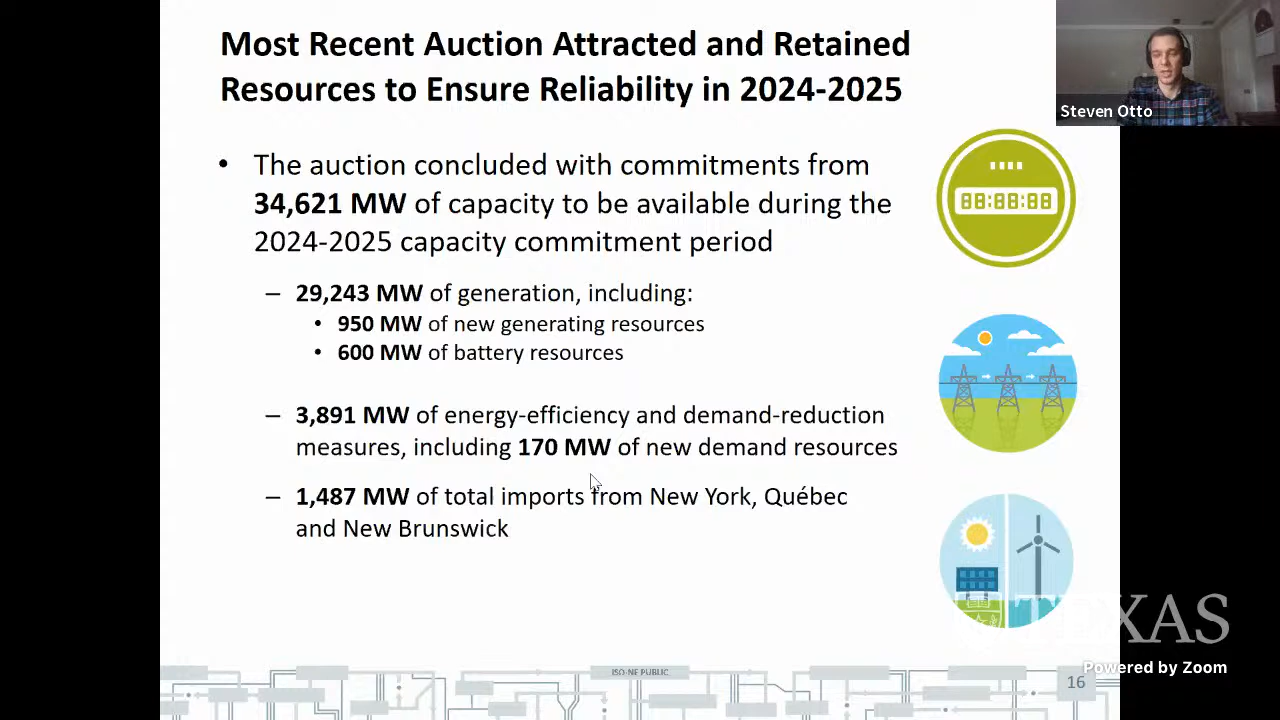 Most Recent Auction Attracted and Retained
Resources to Ensure Reliability in 2024-2025
Steven Otto
• The auction concluded with commitments from
34,621 MW of capacity to be available during the
2024-2025 capacity commitment period
– 29,243 MW of generation, including:
• 950 MW of new generating resources
• 600 MW of battery resources
– 3,891 MW of energy-efficiency and demand-reduction
measures, including 170 MW of new demand resources
– 1,487 MW of total imports from New York, Québec
and New Brunswick
88:88:88
TEXAS
Powered by Zoom
ISO-NE PUBLIC
16